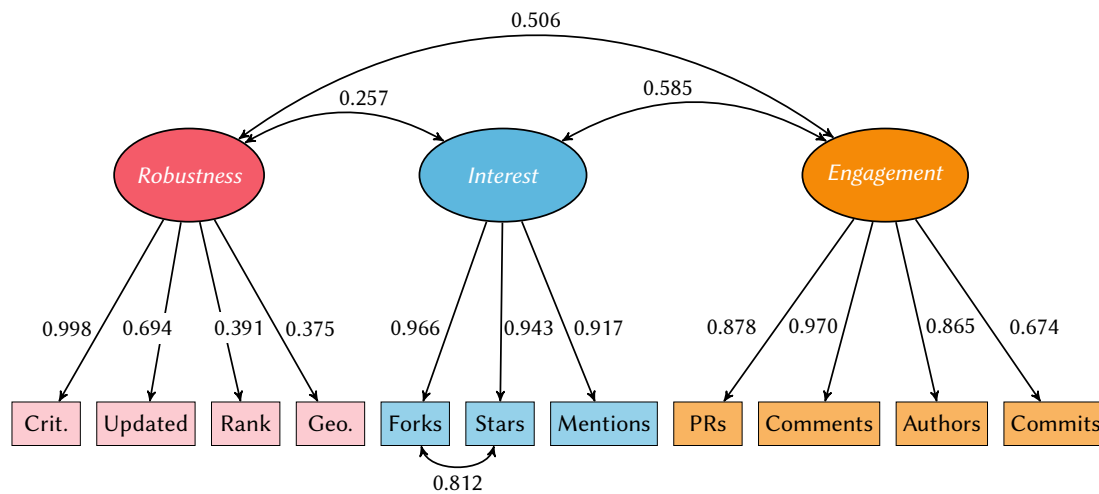 0.506
0.257
0.585
Robustness
Interest
Engagement
0.998
0.694
0.391
0.375
0.966
0.943
0.917
0.878
0.970
0.865
0.674
Crit.
Updated
Rank
Geo.
Forks
Stars
Mentions
PRs
Comments
Authors
Commits
0.812